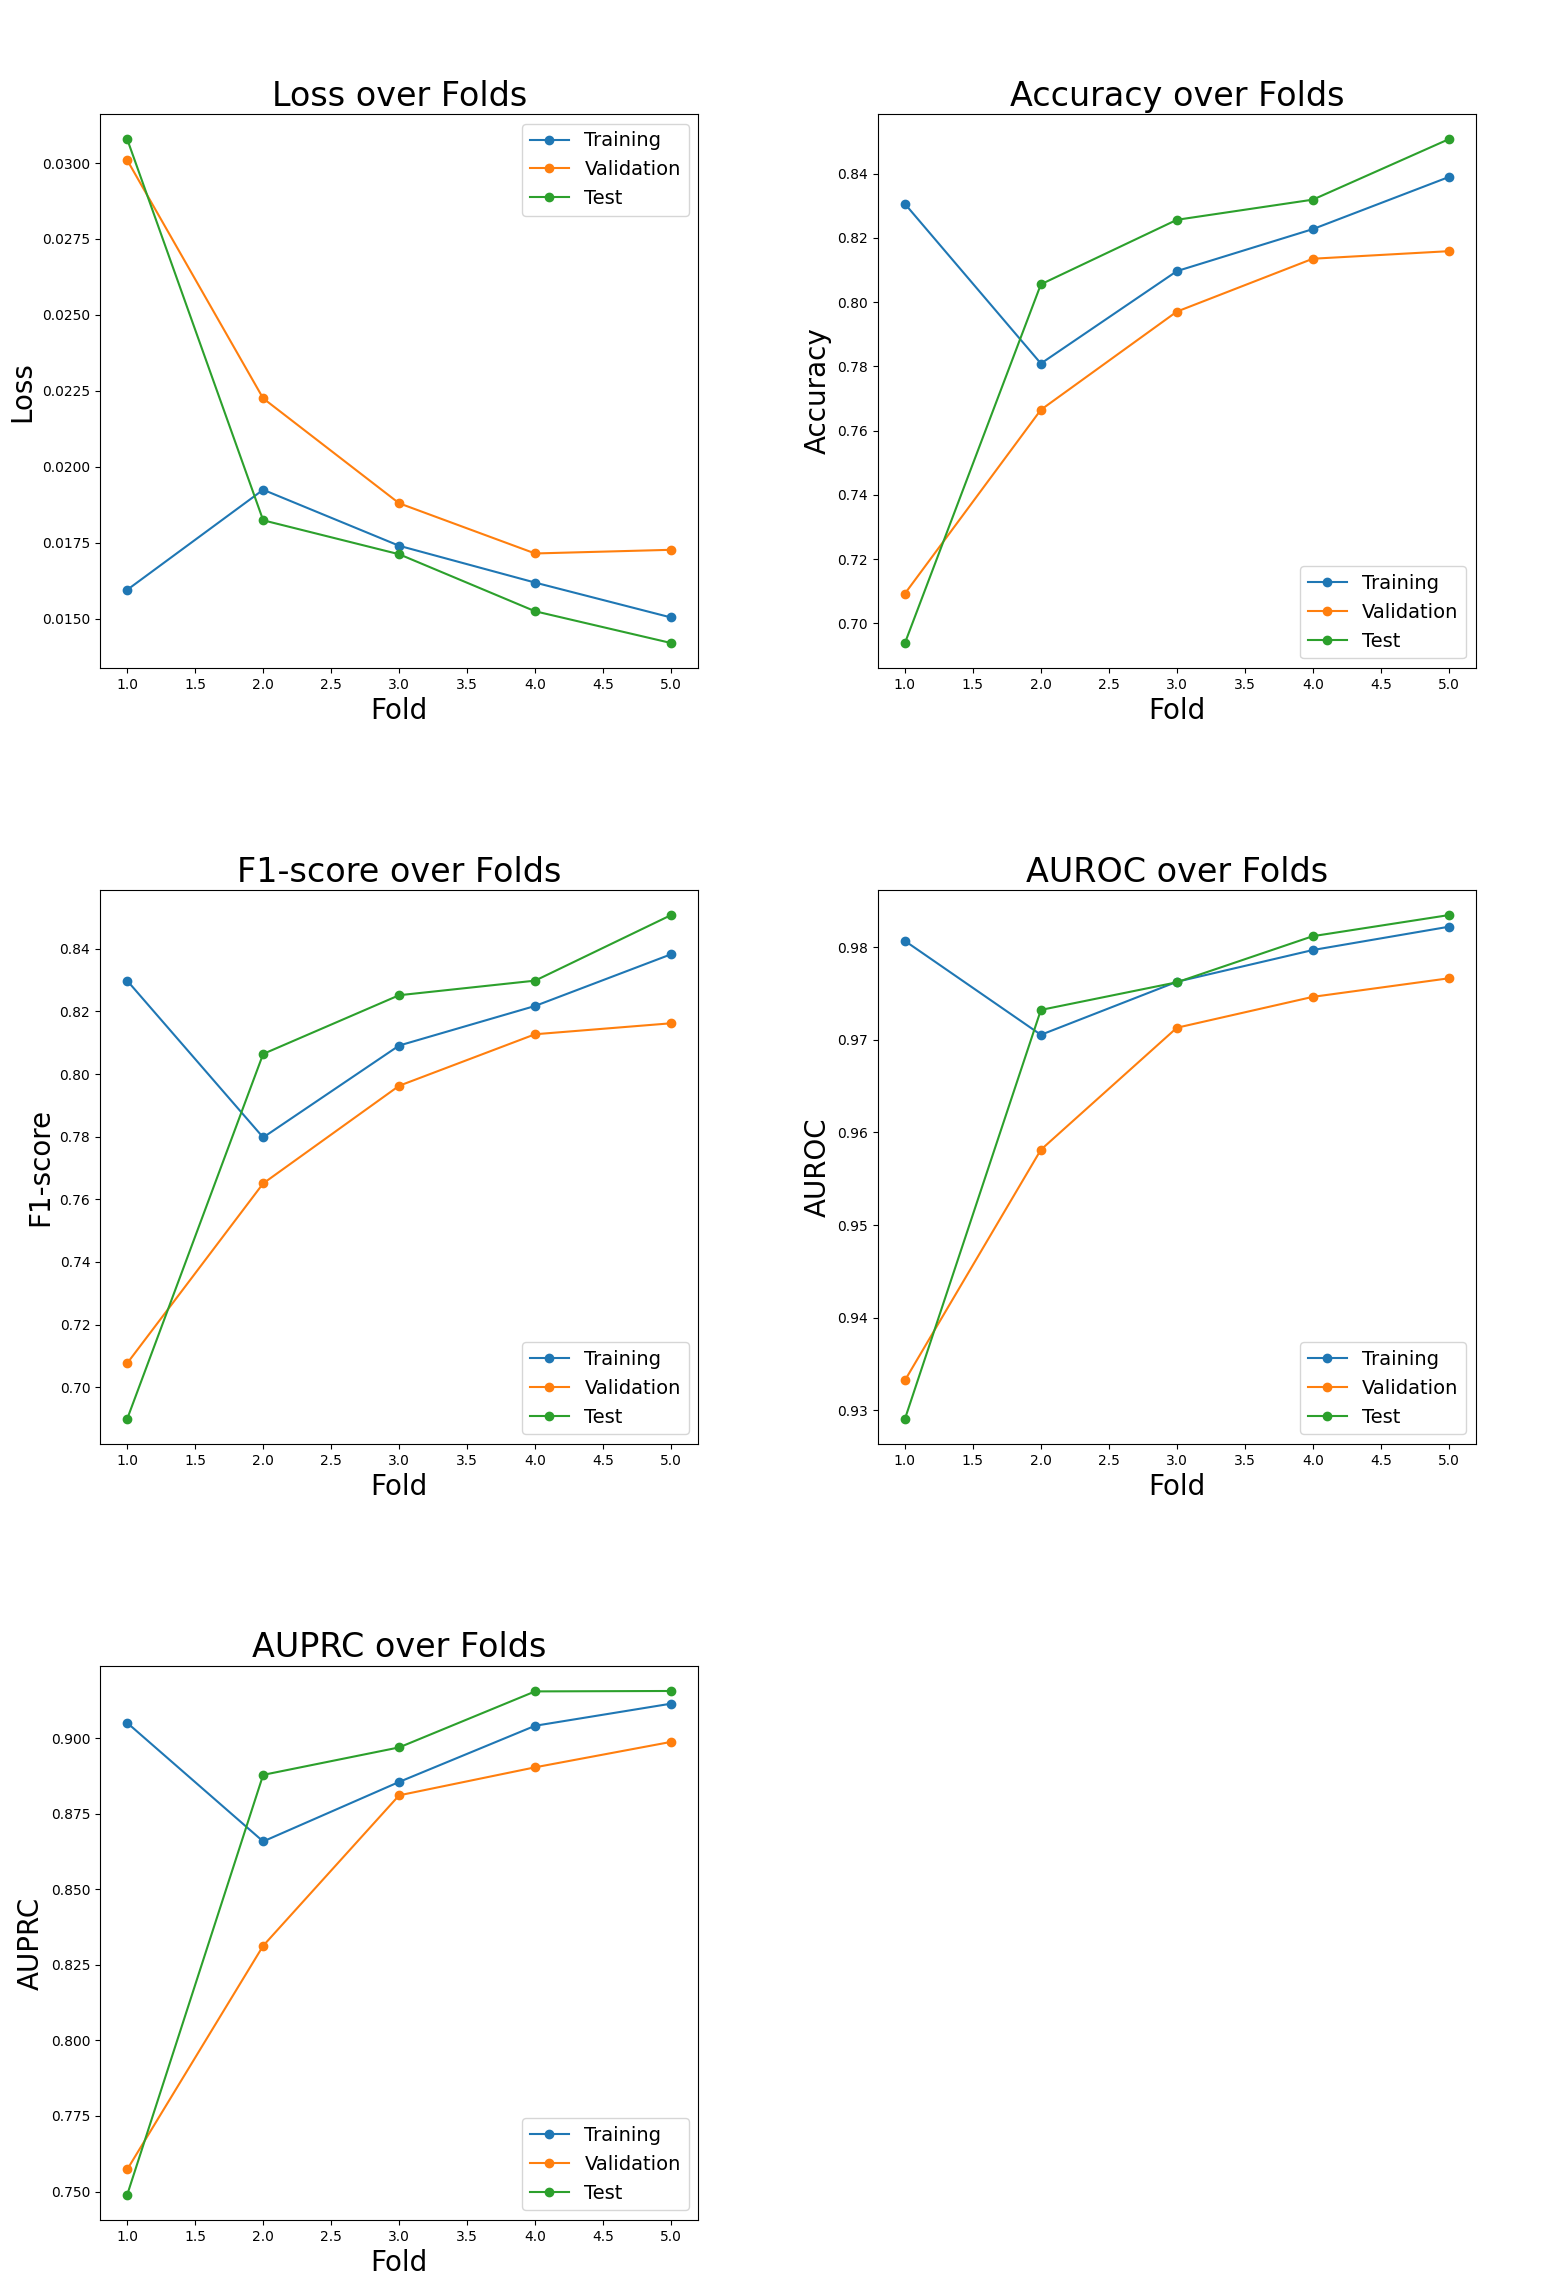 Loss over Folds
0.0300
0.0275
0.0250
0.0225
0.0200
0.0175
0.0150
Loss
Training
Validation
Test
1.0 1.5 2.0 2.5 3.0 3.5 4.0 4.5 5.0
Fold
Accuracy over Folds
0.84
0.82
0.80
0.78
0.76
0.74
0.72
0.70
Accuracy
Training
Validation
Test
1.0 1.5 2.0 2.5 3.0 3.5 4.0 4.5 5.0
Fold
F1-score over Folds
0.84
0.82
0.80
0.78
0.76
0.74
0.72
0.70
F1-score
Training
Validation
Test
1.0 1.5 2.0 2.5 3.0 3.5 4.0 4.5 5.0
Fold
AUROC over Folds
0.98
0.97
0.96
0.95
0.94
0.93
AUROC
Training
Validation
Test
1.0 1.5 2.0 2.5 3.0 3.5 4.0 4.5 5.0
Fold
AUPRC over Folds
0.900
0.875
0.850
0.825
0.800
0.775
0.750
AUPRC
Training
Validation
Test
1.0 1.5 2.0 2.5 3.0 3.5 4.0 4.5 5.0
Fold